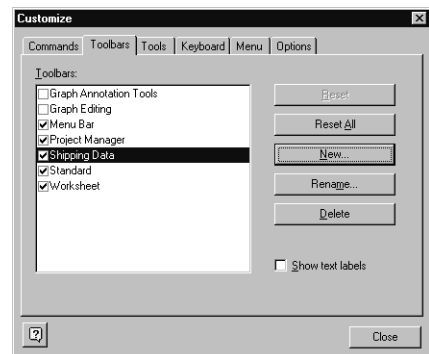 Customize
Commands Toolbars Tools Keyboard Menu Options
Toolbars:
Graph Annotation Tools
Graph Editing
Menu Bar
Project Manager
Shipping Data
Standard
Worksheet
Reset
Reset All
New...
Rename...
Delete
Show text labels
Close